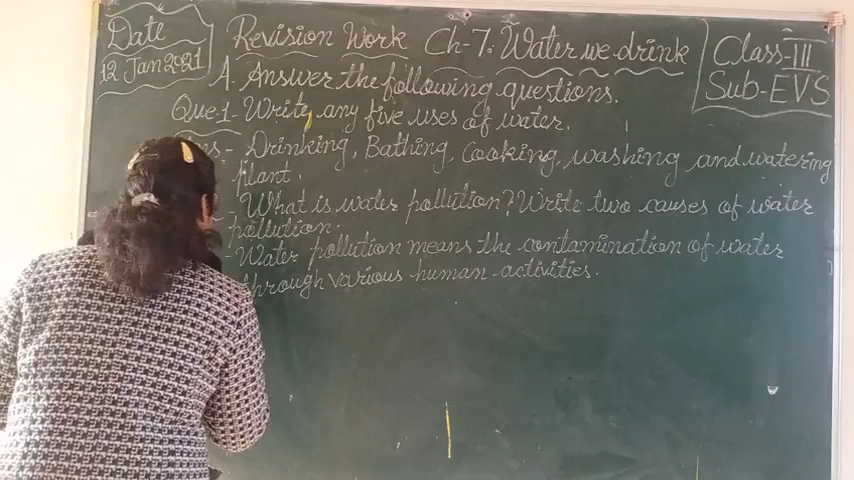 Date
12 Jan 2021
Revision Work Ch-7. Water we drink
Class-III
Sub-EVS
A. Answer the following questions.
Que-1- Write any five uses of water.
- Drinking, Bathing, cooking, washing and watering
plant.
- What is water pollution? Write two causes of water
pollution.
- Water pollution means the contamination of water
through various human activities.